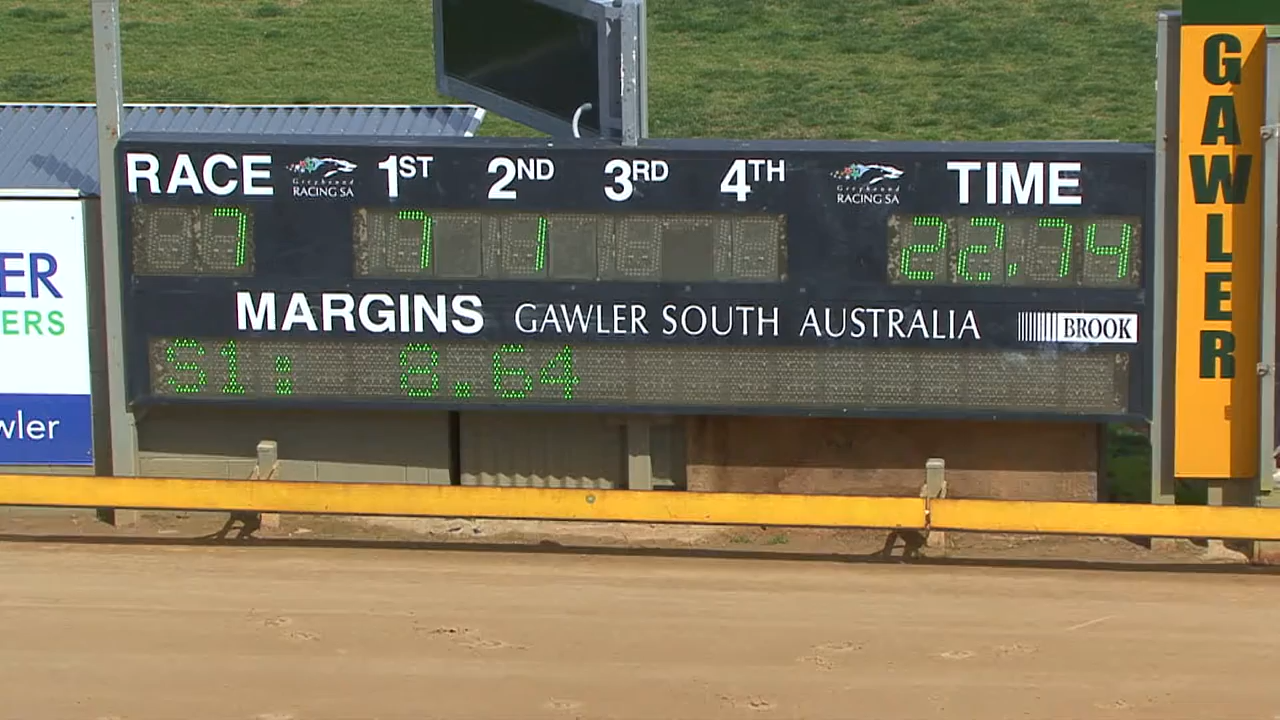 RACE 1ST 2ND 3RD 4TH TIME
Greyhound RACING SA
Greyhound RACING SA
7 7 1 22.74
MARGINS GAWLER SOUTH AUSTRALIA BROOK
S1: 8.64
GAWLER
ER
ERS
wler